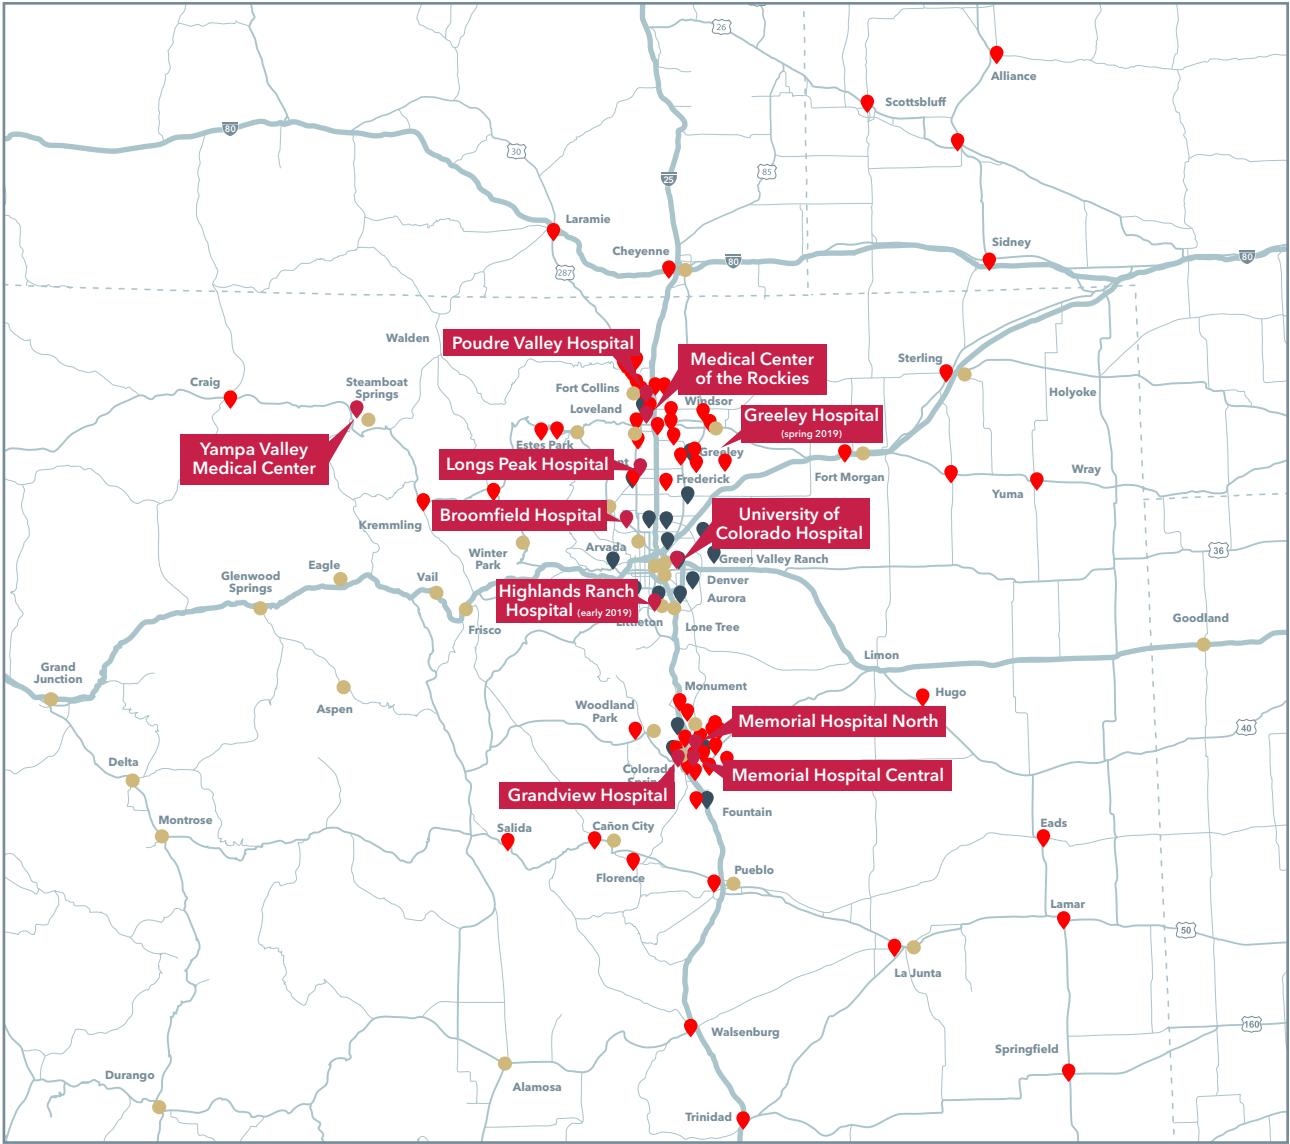 26
Alliance
Scottsbluff
80
30
25
85
Laramie
Cheyenne
Sidney
80
80
287
Walden
Poudre Valley Hospital
Medical Center
of the Rockies
Sterling
Craig
Steamboat
Springs
Fort Collins
Holyoke
Loveland
Windsor
Greeley Hospital
(spring 2019)
Yampa Valley
Medical Center
Estes Park
Greeley
Longs Peak Hospital
nt
Frederick
Fort Morgan
Wray
Yuma
Broomfield Hospital
University of
Colorado Hospital
Kremmling
Winter
Park
Arvada
Green Valley Ranch
36
Eagle
Glenwood
Springs
Vail
Denver
Aurora
Highlands Ranch
Hospital (early 2019)
Frisco
Littleton
Lone Tree
Goodland
Grand
Junction
Limon
Aspen
Monument
Hugo
Woodland
Park
Memorial Hospital North
40
Delta
Colorad
Memorial Hospital Central
Grandview Hospital
Fountain
Montrose
Salida
Cañon City
Eads
Florence
Pueblo
Lamar
50
La Junta
Walsenburg
160
Springfield
Durango
Alamosa
Trinidad